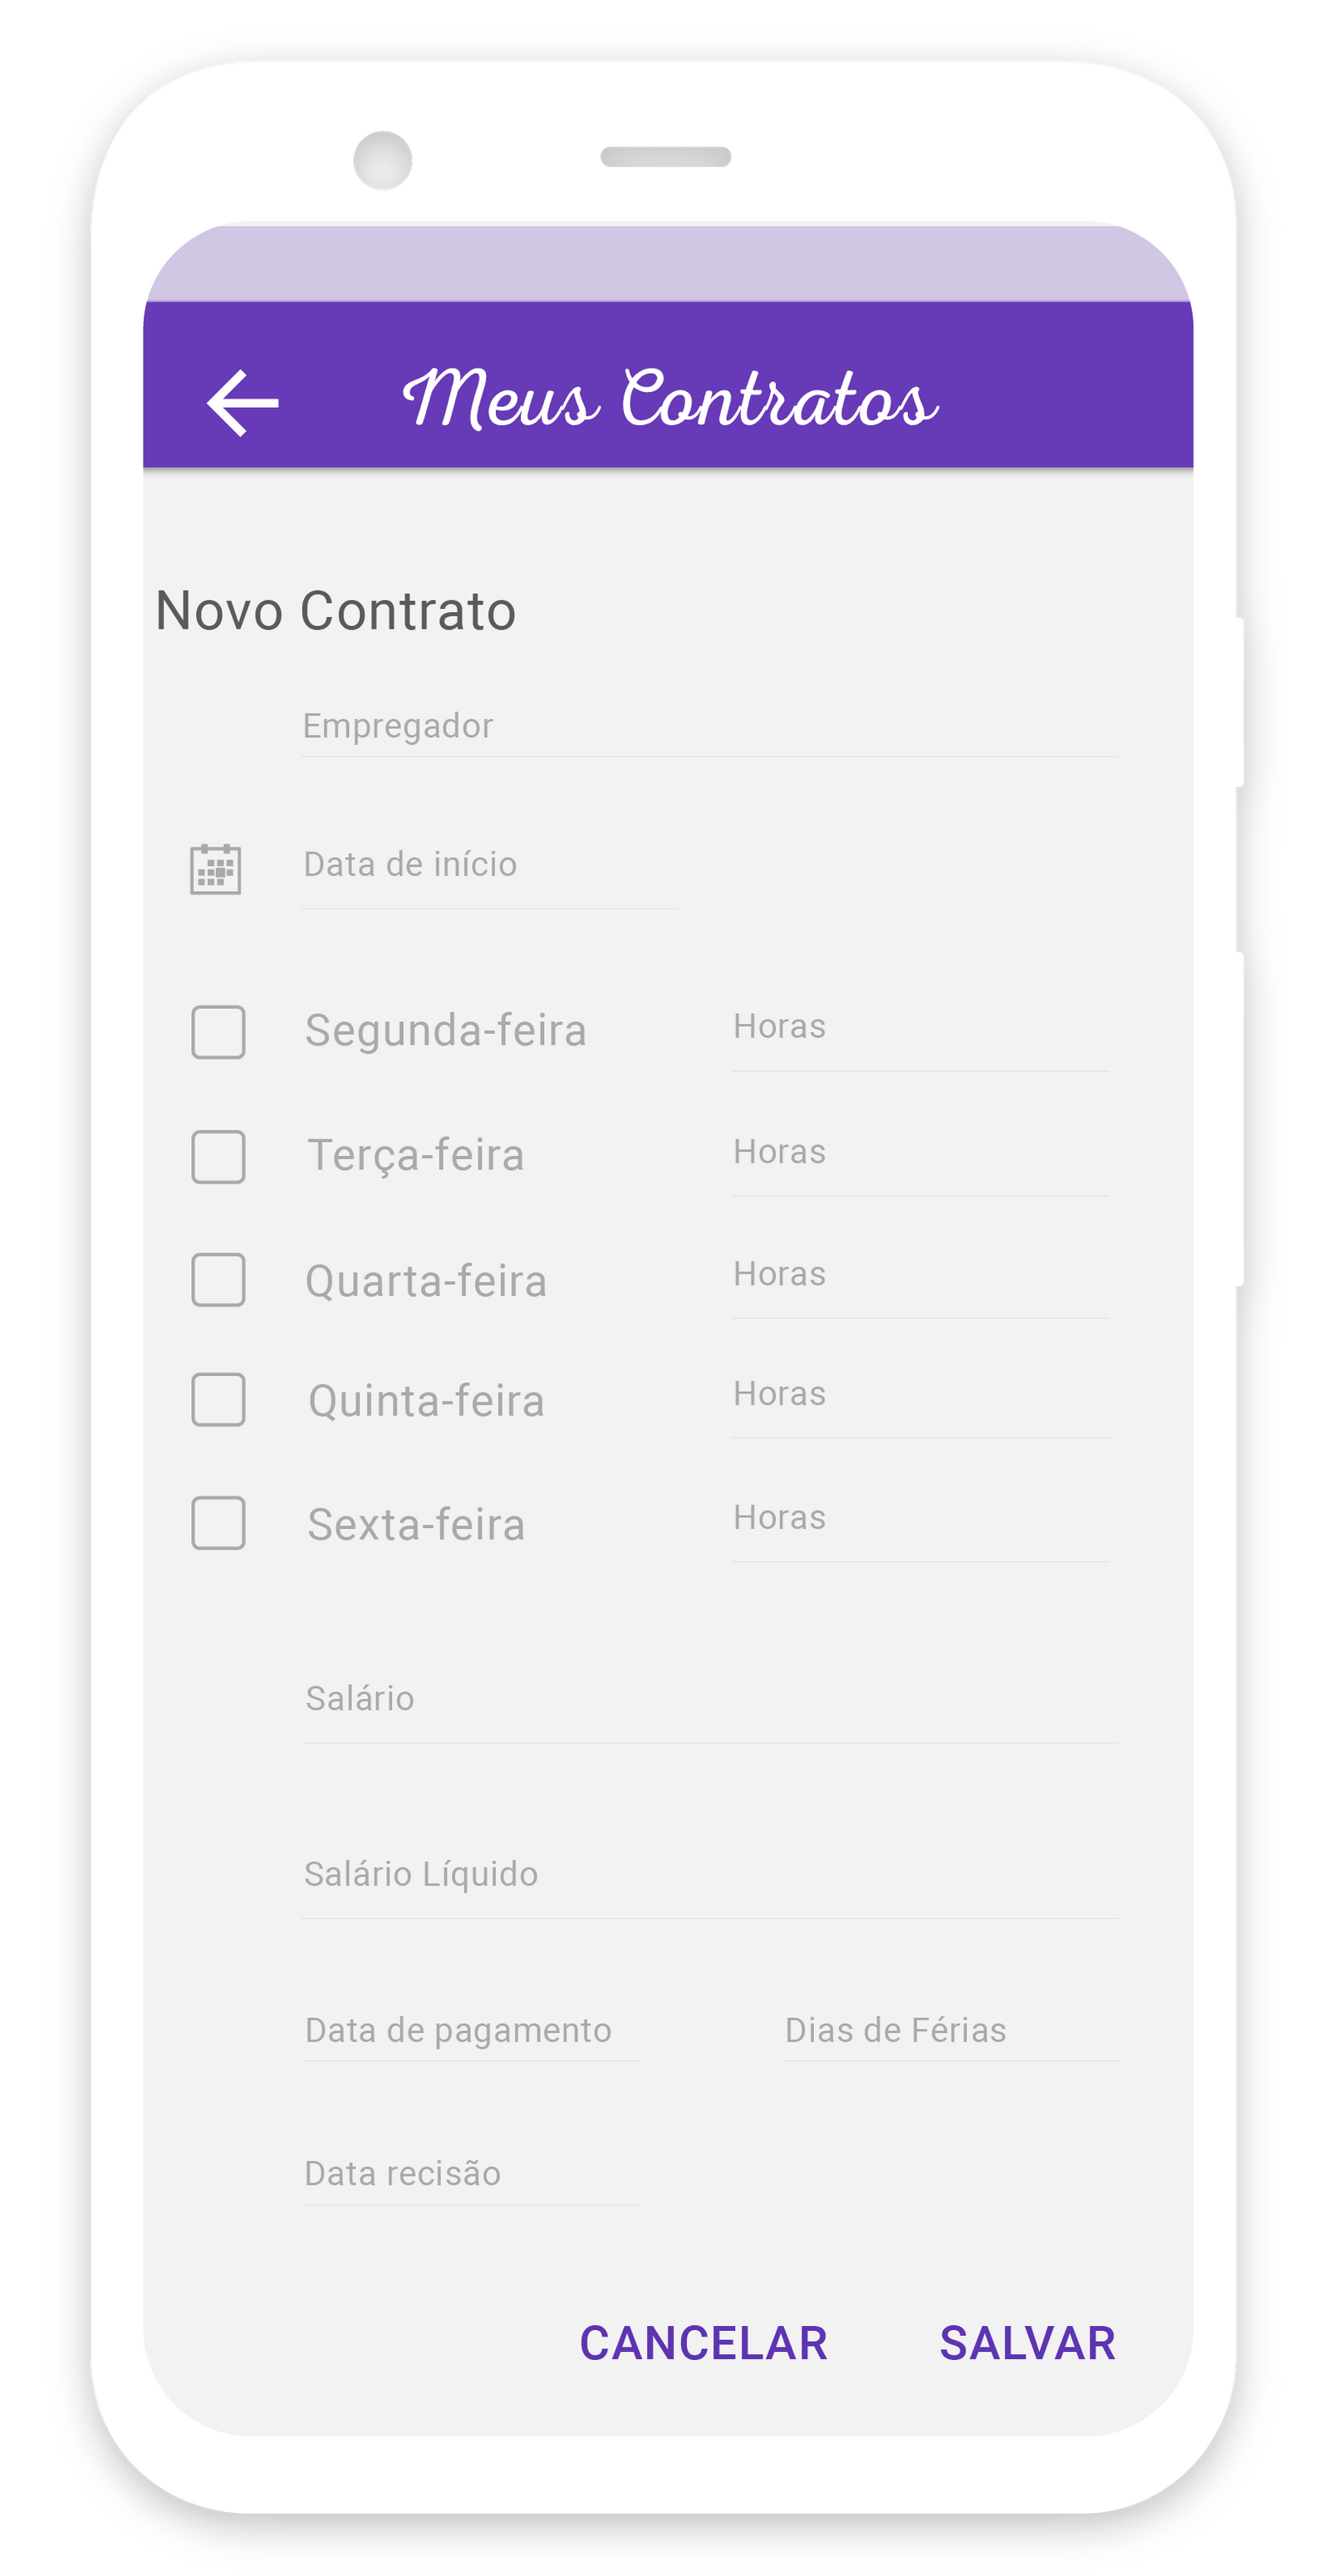 Meus Contratos
Novo Contrato
Empregador
Data de início
Segunda-feira Horas
Terça-feira Horas
Quarta-feira Horas
Quinta-feira Horas
Sexta-feira Horas
Salário
Salário Líquido
Data de pagamento Dias de Férias
Data recisão
CANCELAR SALVAR